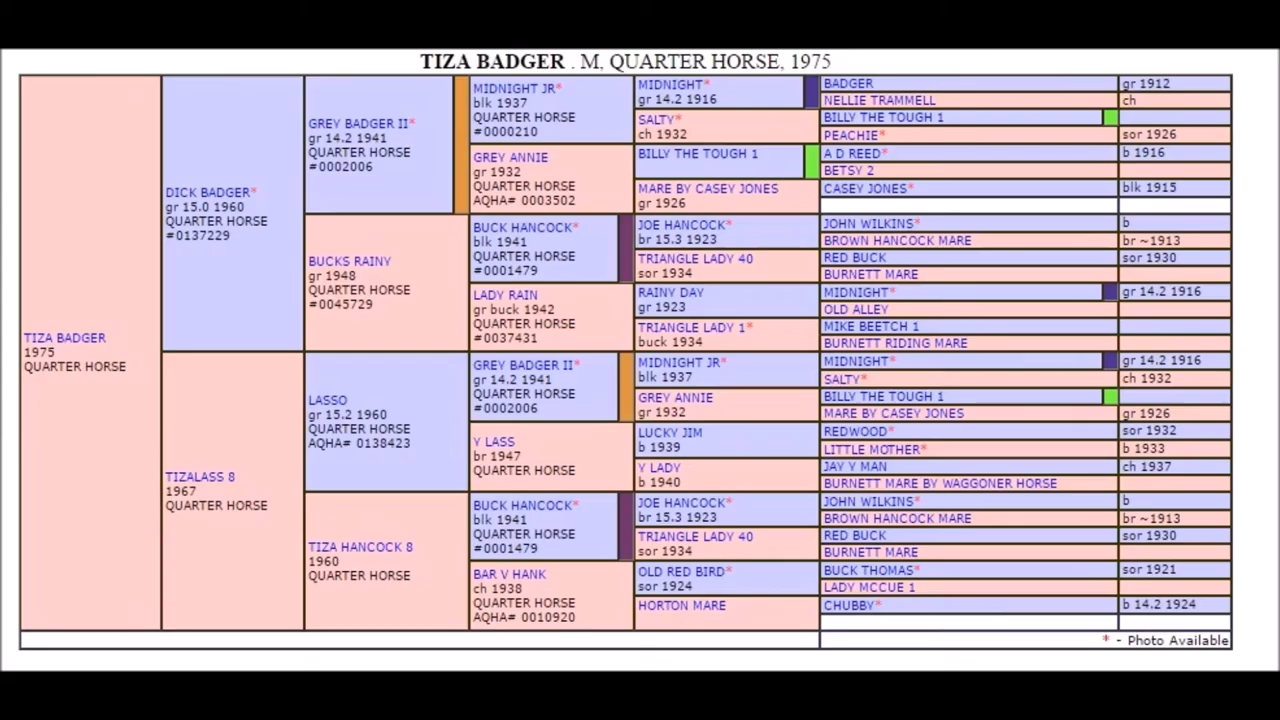 TIZA BADGER . M, QUARTER HORSE, 1975
TIZA BADGER
1975
QUARTER HORSE
DICK BADGER*
gr 15.0 1960
QUARTER HORSE
#0137229
TIZALASS 8
1967
QUARTER HORSE
GREY BADGER II*
gr 14.2 1941
QUARTER HORSE
#0002006
BUCKS RAINY
gr 1948
QUARTER HORSE
#0045729
LASSO
gr 15.2 1960
QUARTER HORSE
AQHA# 0138423
TIZA HANCOCK 8
1960
QUARTER HORSE
MIDNIGHT JR*
blk 1937
QUARTER HORSE
#0000210
GREY ANNIE
gr 1932
QUARTER HORSE
AQHA# 0003502
BUCK HANCOCK*
blk 1941
QUARTER HORSE
#0001479
LADY RAIN
gr buck 1942
QUARTER HORSE
#0037431
GREY BADGER II*
gr 14.2 1941
QUARTER HORSE
#0002006
Y LASS
br 1947
QUARTER HORSE
BUCK HANCOCK*
blk 1941
QUARTER HORSE
#0001479
BAR V HANK
ch 1938
QUARTER HORSE
AQHA# 0010920
MIDNIGHT*
gr 14.2 1916
SALTY*
ch 1932
BILLY THE TOUGH 1
MARE BY CASEY JONES
gr 1926
JOE HANCOCK*
br 15.3 1923
TRIANGLE LADY 40
sor 1934
RAINY DAY
gr 1923
TRIANGLE LADY 1*
buck 1934
MIDNIGHT JR*
blk 1937
GREY ANNIE
gr 1932
LUCKY JIM
b 1939
Y LADY
b 1940
JOE HANCOCK*
br 15.3 1923
TRIANGLE LADY 40
sor 1934
OLD RED BIRD*
sor 1924
HORTON MARE
BADGER gr 1912
NELLIE TRAMMELL ch
BILLY THE TOUGH 1
PEACHIE* sor 1926
A D REED* b 1916
BETSY 2
CASEY JONES* blk 1915
JOHN WILKINS* b
BROWN HANCOCK MARE br ~1913
RED BUCK sor 1930
BURNETT MARE
MIDNIGHT* gr 14.2 1916
OLD ALLEY
MIKE BEETCH 1
BURNETT RIDING MARE
MIDNIGHT* gr 14.2 1916
SALTY* ch 1932
BILLY THE TOUGH 1
MARE BY CASEY JONES gr 1926
REDWOOD* sor 1932
LITTLE MOTHER* b 1933
JAY Y MAN ch 1937
BURNETT MARE BY WAGGONER HORSE
JOHN WILKINS* b
BROWN HANCOCK MARE br ~1913
RED BUCK sor 1930
BURNETT MARE
BUCK THOMAS* sor 1921
LADY MCCUE 1
CHUBBY* b 14.2 1924
* - Photo Available